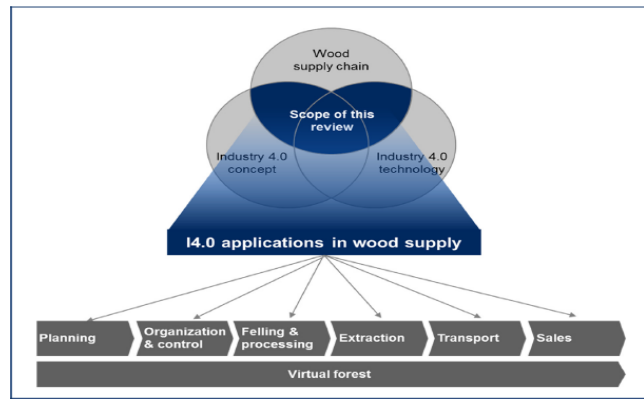 Wood
supply chain
Scope of this
review
Industry 4.0
concept
Industry 4.0
technology
I4.0 applications in wood supply
Planning
Organization
& control
Felling &
processing
Extraction
Transport
Sales
Virtual forest